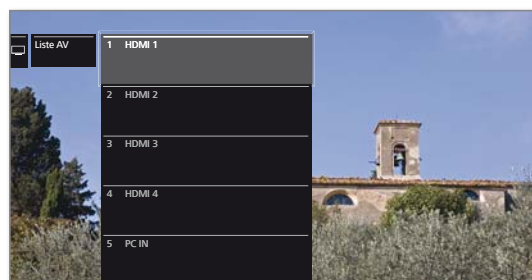 Liste AV
1 HDMI 1
2 HDMI 2
3 HDMI 3
4 HDMI 4
5 PC IN